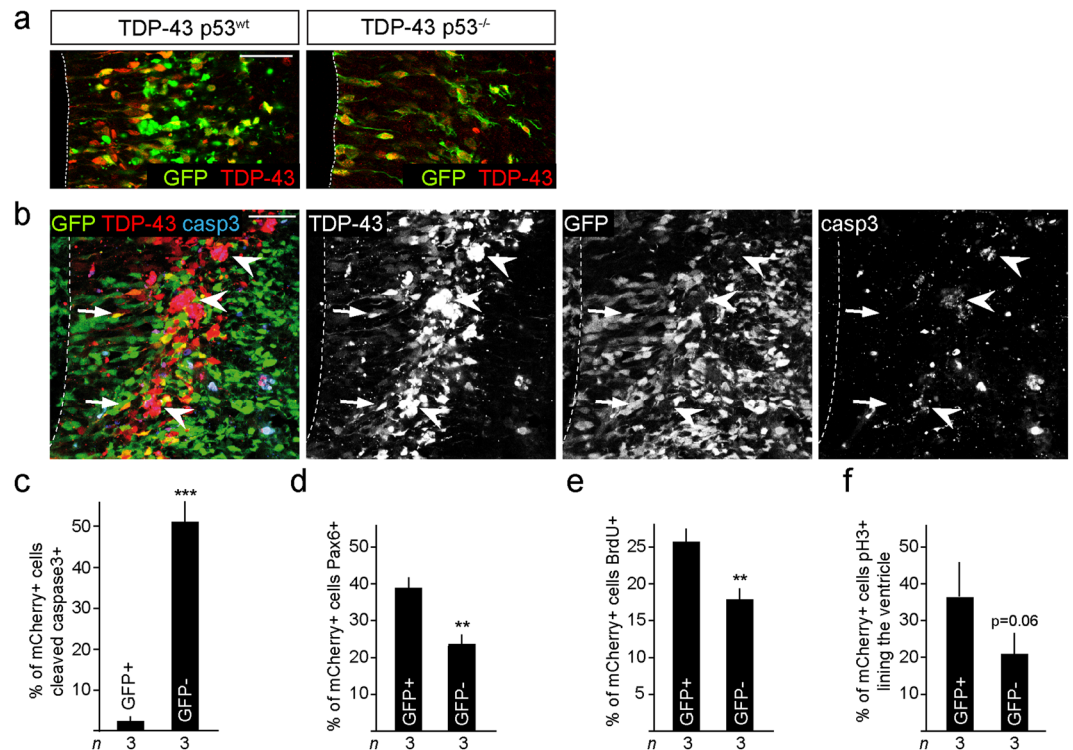 a
TDP-43 p53wt
TDP-43 p53-/-
GFP TDP-43
GFP TDP-43
b
GFP TDP-43 casp3
TDP-43
GFP
casp3
c
% of mCherry+ cells
cleaved caspase3+
50
40
30
20
10
***
GFP+
GFP-
n 3 3
d
% of mCherry+ cells Pax6+
50
40
30
20
10
**
GFP+
GFP-
n 3 3
e
% of mCherry+ cells BrdU+
25
20
15
10
5
**
GFP+
GFP-
n 3 3
f
% of mCherry+ cells pH3+
lining the ventricle
50
40
30
20
10
p=0.06
GFP+
GFP-
n 3 3